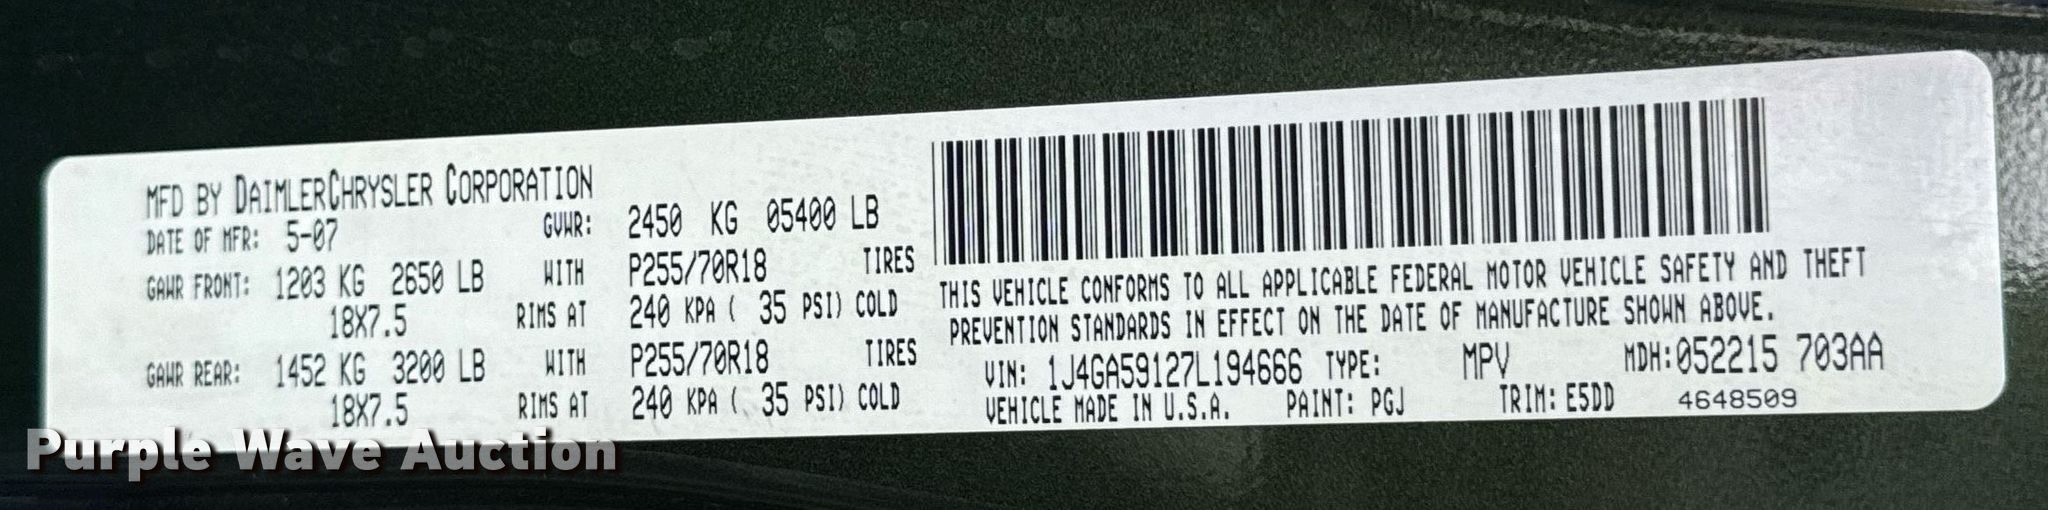 MFD BY DAIMLERCHRYSLER CORPORATION
DATE OF MFR: 5-07 GVWR: 2450 KG 05400 LB
GAWR FRONT: 1203 KG 2650 LB WITH P255/70R18 TIRES
18X7.5 RIMS AT 240 KPA ( 35 PSI) COLD
GAWR REAR: 1452 KG 3200 LB WITH P255/70R18 TIRES
18X7.5 RIMS AT 240 KPA ( 35 PSI) COLD
THIS VEHICLE CONFORMS TO ALL APPLICABLE FEDERAL MOTOR VEHICLE SAFETY AND THEFT
PREVENTION STANDARDS IN EFFECT ON THE DATE OF MANUFACTURE SHOWN ABOVE.
VIN: 1J4GA59127L194666 TYPE: MPV MDH:052215 703AA
VEHICLE MADE IN U.S.A. PAINT: PGJ TRIM: E5DD 4648509
Purple Wave Auction